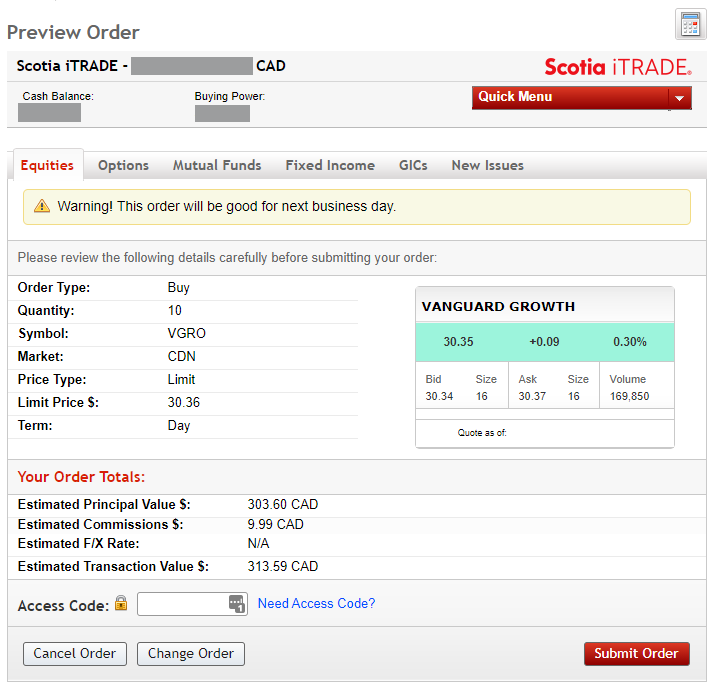 Preview Order
Scotia iTRADE - CAD
Scotia iTRADE®
Cash Balance:
Buying Power:
Quick Menu
Equities Options Mutual Funds Fixed Income GICs New Issues
Warning! This order will be good for next business day.
Please review the following details carefully before submitting your order:
Order Type: Buy
Quantity: 10
Symbol: VGRO
Market: CDN
Price Type: Limit
Limit Price $: 30.36
Term: Day
VANGUARD GROWTH
30.35 +0.09 0.30%
Bid Size Ask Size Volume
30.34 16 30.37 16 169,850
Quote as of:
Your Order Totals:
Estimated Principal Value $: 303.60 CAD
Estimated Commissions $: 9.99 CAD
Estimated F/X Rate: N/A
Estimated Transaction Value $: 313.59 CAD
Access Code: 1 Need Access Code?
Cancel Order Change Order Submit Order